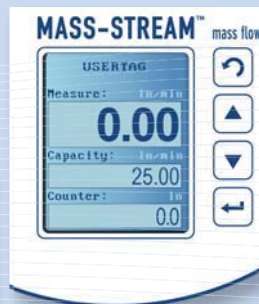 MASS-STREAM™ mass flow
USERTAG
Measure: ln/min
0.00
Capacity: ln/min
25.00
Counter: ln
0.0